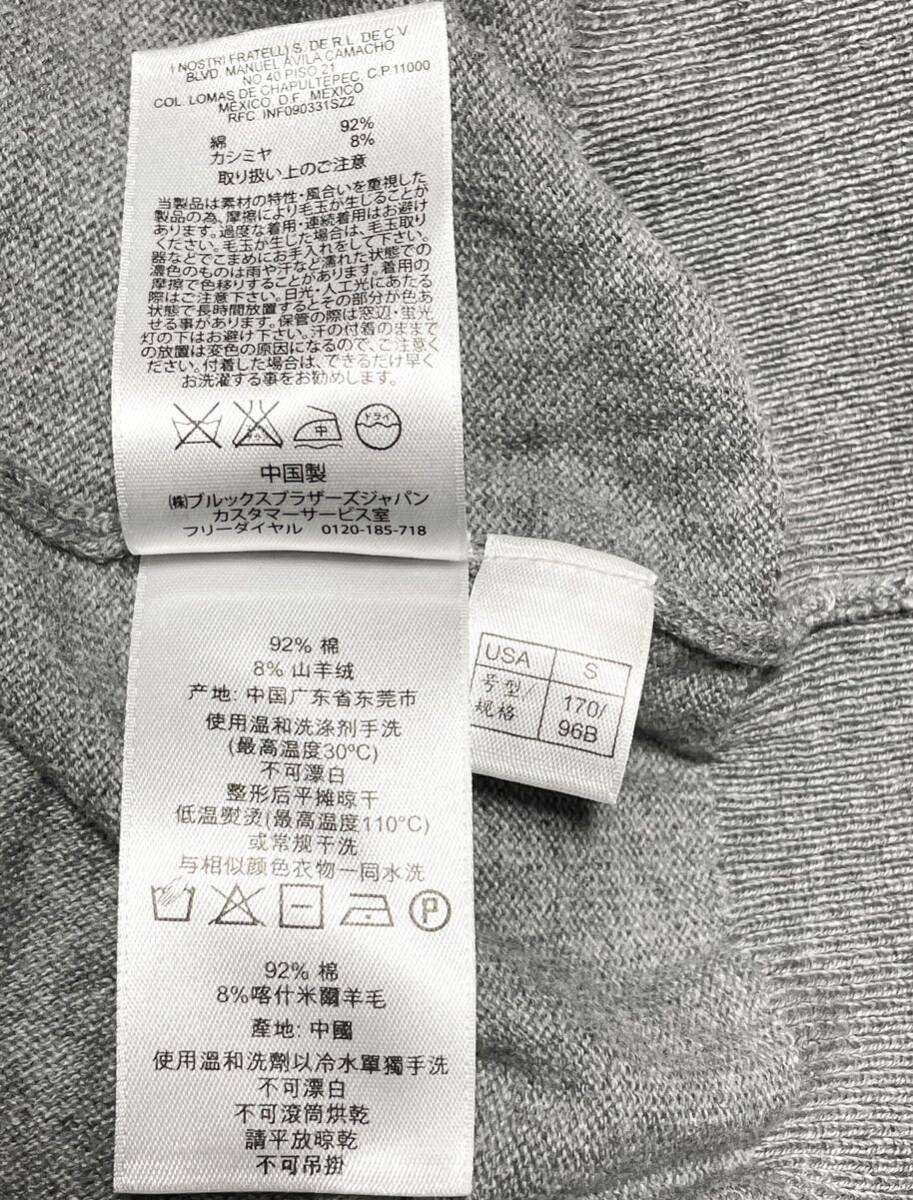 I NOSTRI FRATELLI S. DE R.L. DE C.V
BLVD. MANUEL AVILA CAMACHO
NO 40 PISO 21
COL. LOMAS DE CHAPULTEPEC, C.P 11000
MEXICO D.F. MEXICO
RFC. INF090331SZ2
綿 92%
カシミヤ 8%
取り扱い上のご注意
当製品は素材の特性・風合いを重視した
製品の為、摩擦により毛玉が生じることが
あります。過度な着用・連続着用はお避け
ください。毛玉が生じた場合は、毛玉取り
器などでこまめにお手入れをして下さい。
濃色のものは雨や汗など濡れた状態での
摩擦で色移りすることがあります。着用の
際はご注意下さい。日光・人工光にあたる
状態で長時間放置するとその部分が色あ
せる事があります。保管の際は窓辺・蛍光
灯の下はお避け下さい。汗の付着のままで
の放置は変色の原因になるので、ご注意く
ださい。付着した場合は、できるだけ早く
お洗濯する事をお勧めします。
中 ドライ
中国製
㈱ブルックスブラザーズジャパン
カスタマーサービス室
フリーダイヤル 0120-185-718
USA S
号型/ 170/
规格 96B
92% 棉
8% 山羊绒
产地: 中国广东省东莞市
使用温和洗涤剂手洗
(最高温度30ºC)
不可漂白
整形后平摊晾干
低温熨烫(最高温度110°C)
或常规干洗
与相似颜色衣物一同水洗
P
92% 棉
8%喀什米爾羊毛
產地: 中國
使用溫和洗劑以冷水單獨手洗
不可漂白
不可滾筒烘乾
請平放晾乾
不可吊掛